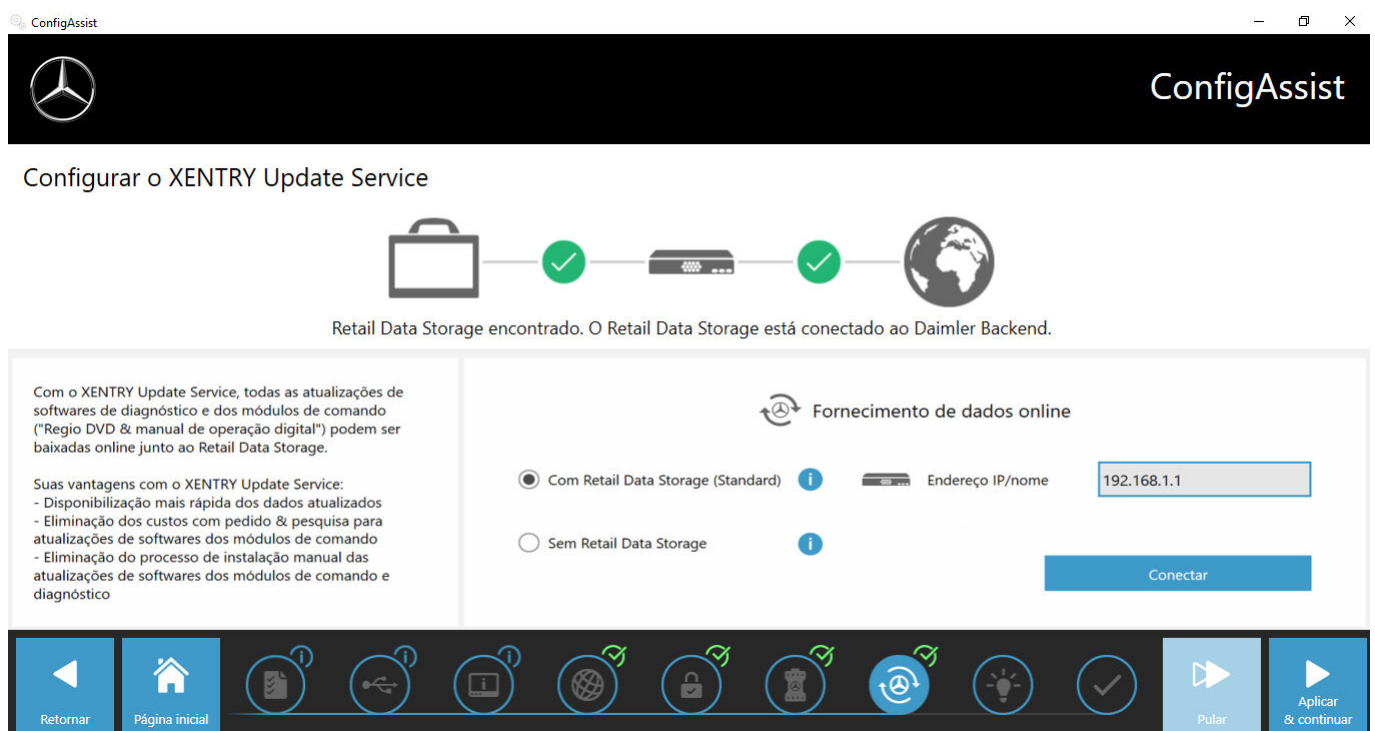 ConfigAssist
ConfigAssist
Configurar o XENTRY Update Service
Retail Data Storage encontrado. O Retail Data Storage está conectado ao Daimler Backend.
Com o XENTRY Update Service, todas as atualizações de
softwares de diagnóstico e dos módulos de comando
("Regio DVD & manual de operação digital") podem ser
baixadas online junto ao Retail Data Storage.
Suas vantagens com o XENTRY Update Service:
- Disponibilização mais rápida dos dados atualizados
- Eliminação dos custos com pedido & pesquisa para
atualizações de softwares dos módulos de comando
- Eliminação do processo de instalação manual das
atualizações de softwares dos módulos de comando e
diagnóstico
Fornecimento de dados online
Com Retail Data Storage (Standard)
Endereço IP/nome
192.168.1.1
Sem Retail Data Storage
Conectar
Retornar
Página inicial
Pular
Aplicar
& continuar